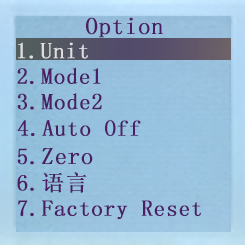 Option
1.Unit
2.Mode1
3.Mode2
4.Auto Off
5.Zero
6.语言
7.Factory Reset